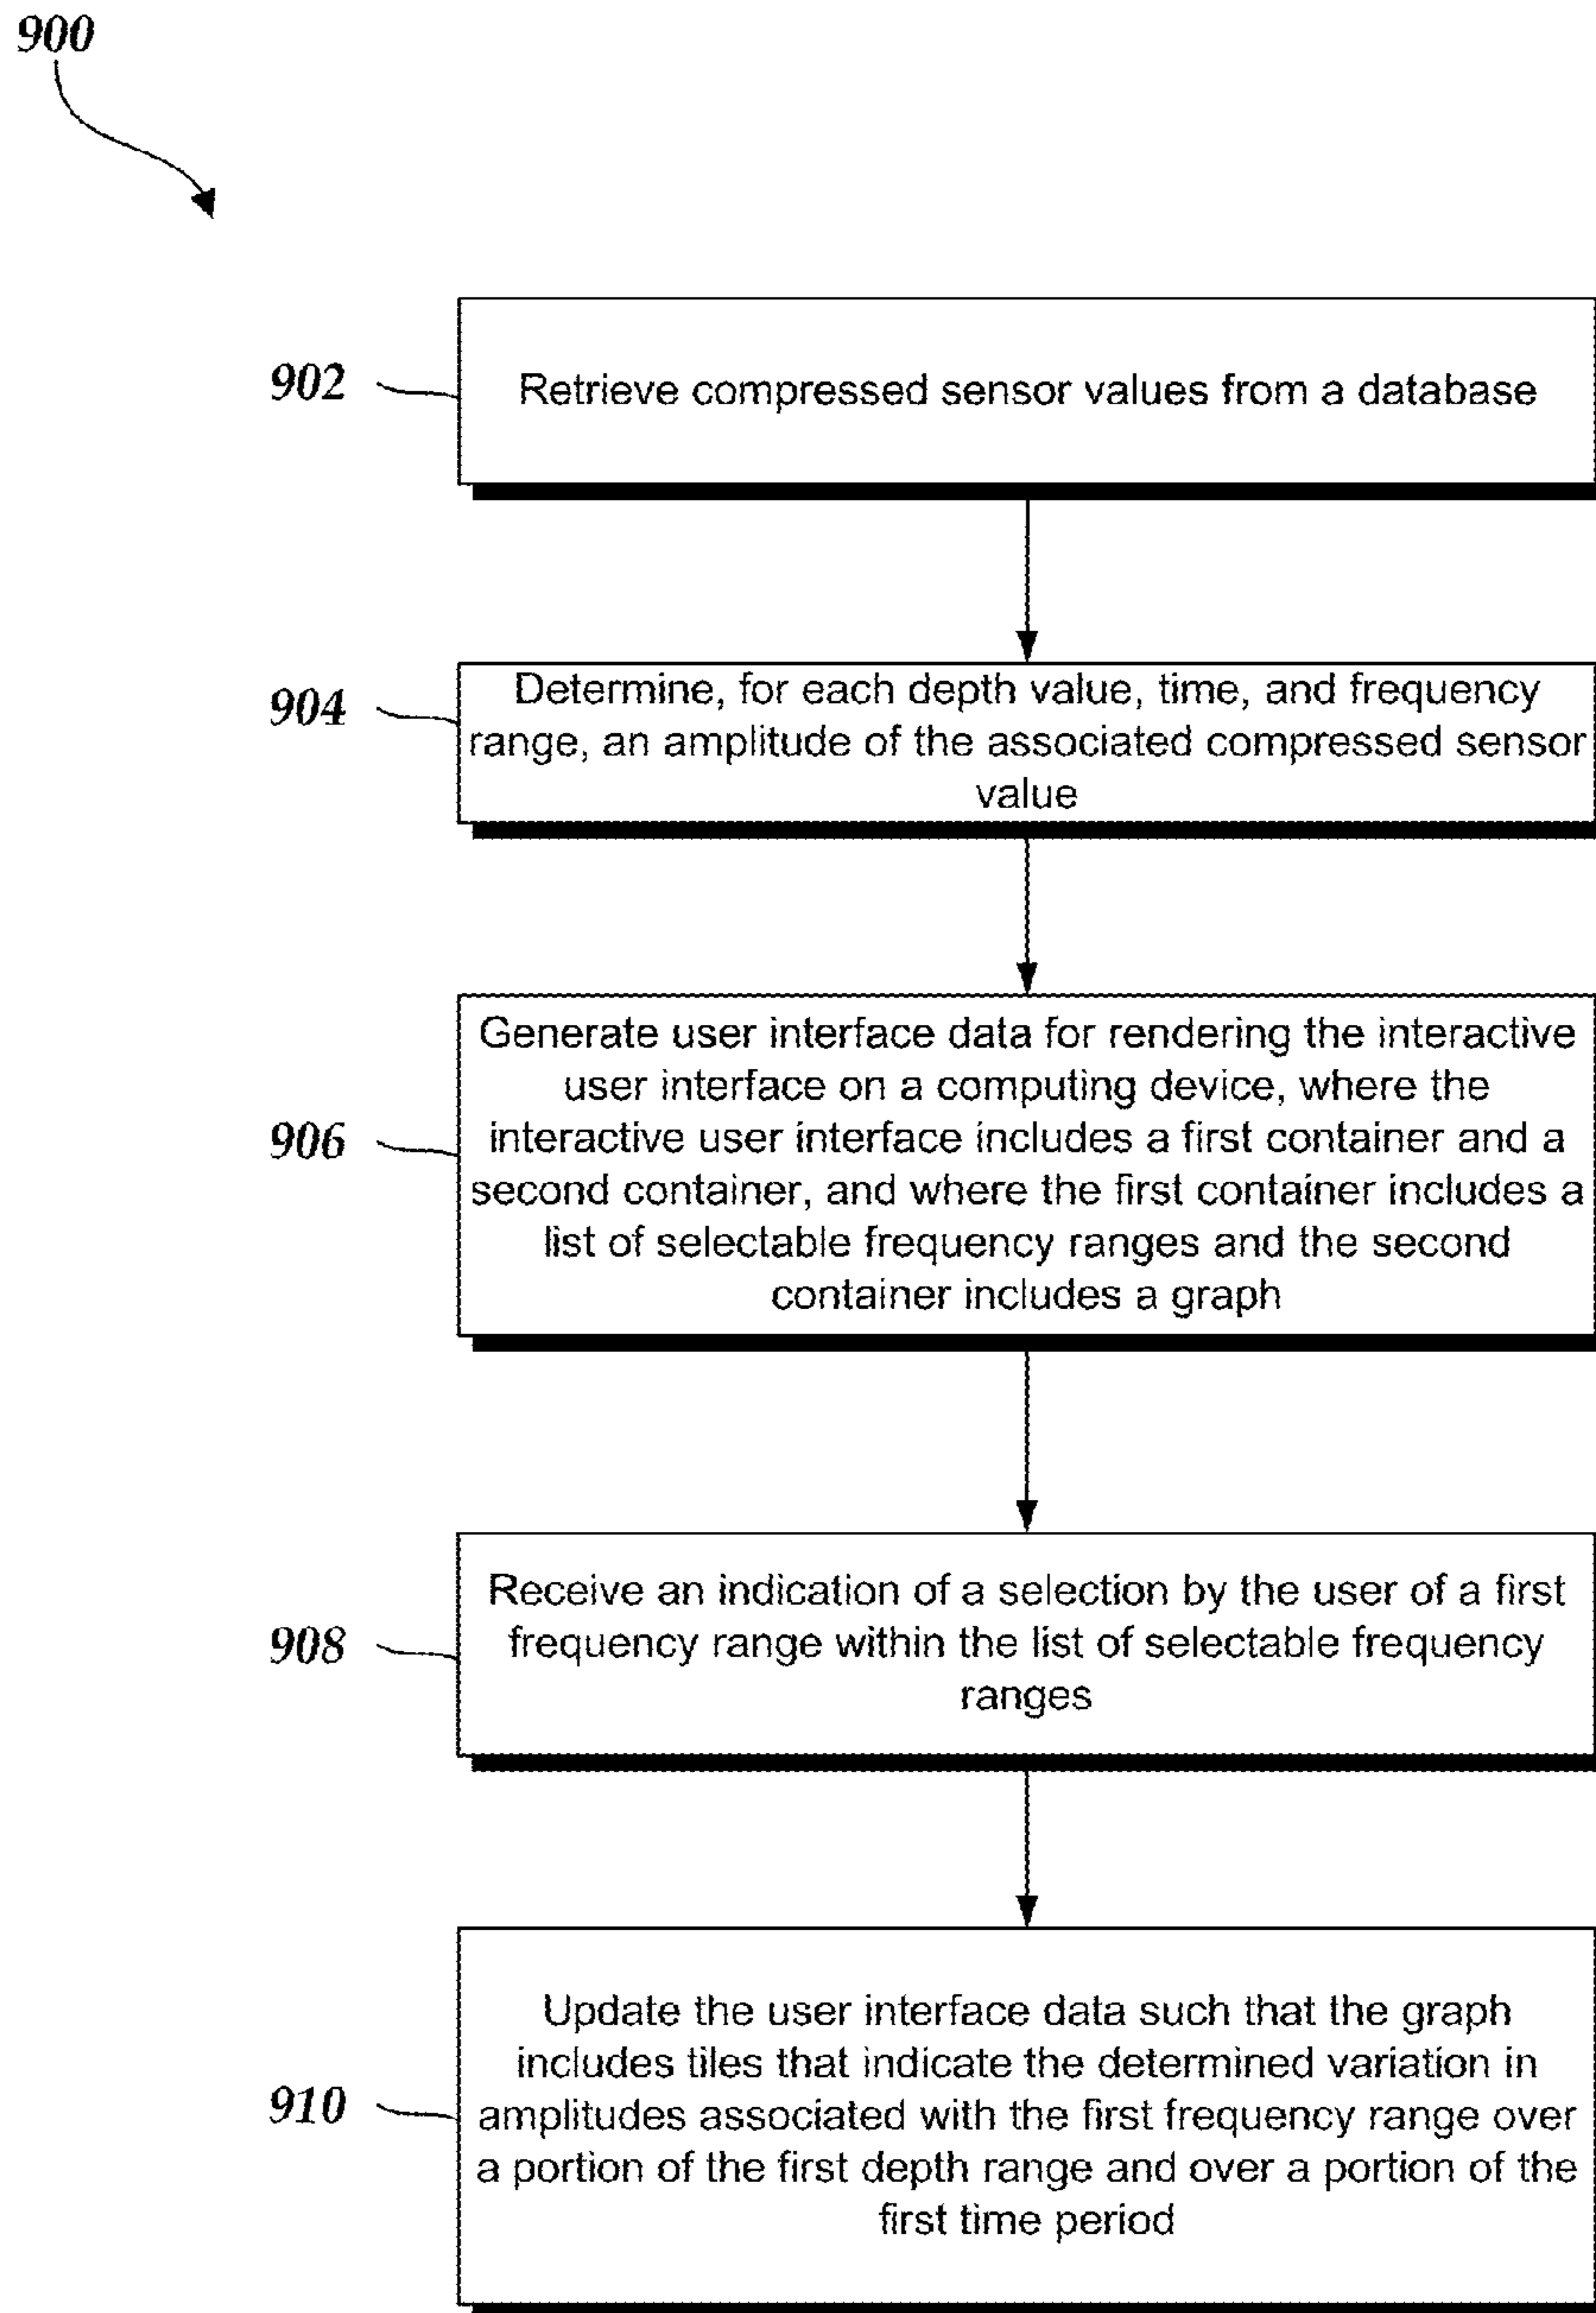 900
902
Retrieve compressed sensor values from a database
904
Determine, for each depth value, time, and frequency
range, an amplitude of the associated compressed sensor
value
906
Generate user interface data for rendering the interactive
user interface on a computing device, where the
interactive user interface includes a first container and a
second container, and where the first container includes a
list of selectable frequency ranges and the second
container includes a graph
908
Receive an indication of a selection by the user of a first
frequency range within the list of selectable frequency
ranges
910
Update the user interface data such that the graph
includes tiles that indicate the determined variation in
amplitudes associated with the first frequency range over
a portion of the first depth range and over a portion of the
first time period